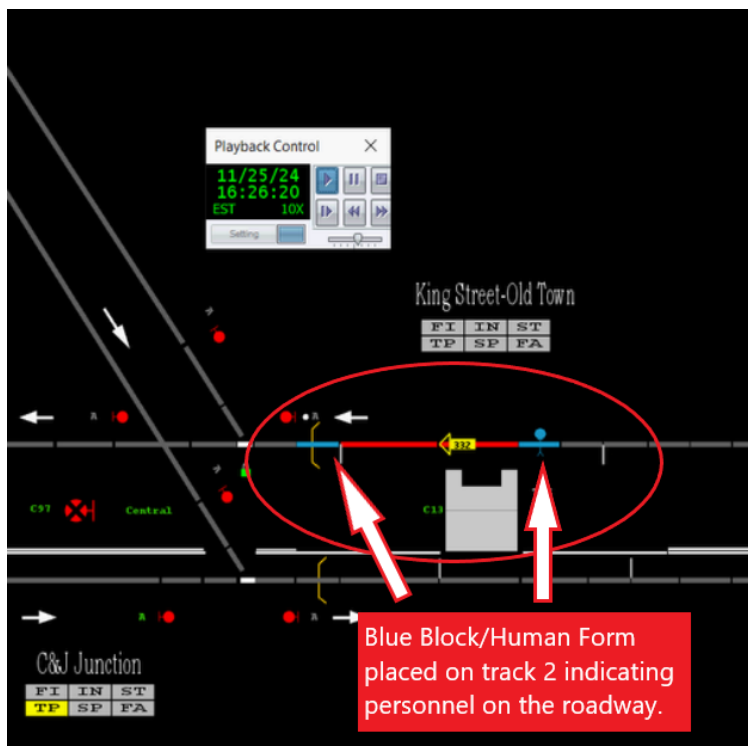 Playback Control
11/25/24
16:26:20
EST 10X
Setting
King Street-Old Town
FI IN ST
TP SP FA
A
A
A
332
A
C97 Central
C13
A
A
C&J Junction
FI IN ST
TP SP FA
Blue Block/Human Form
placed on track 2 indicating
personnel on the roadway.